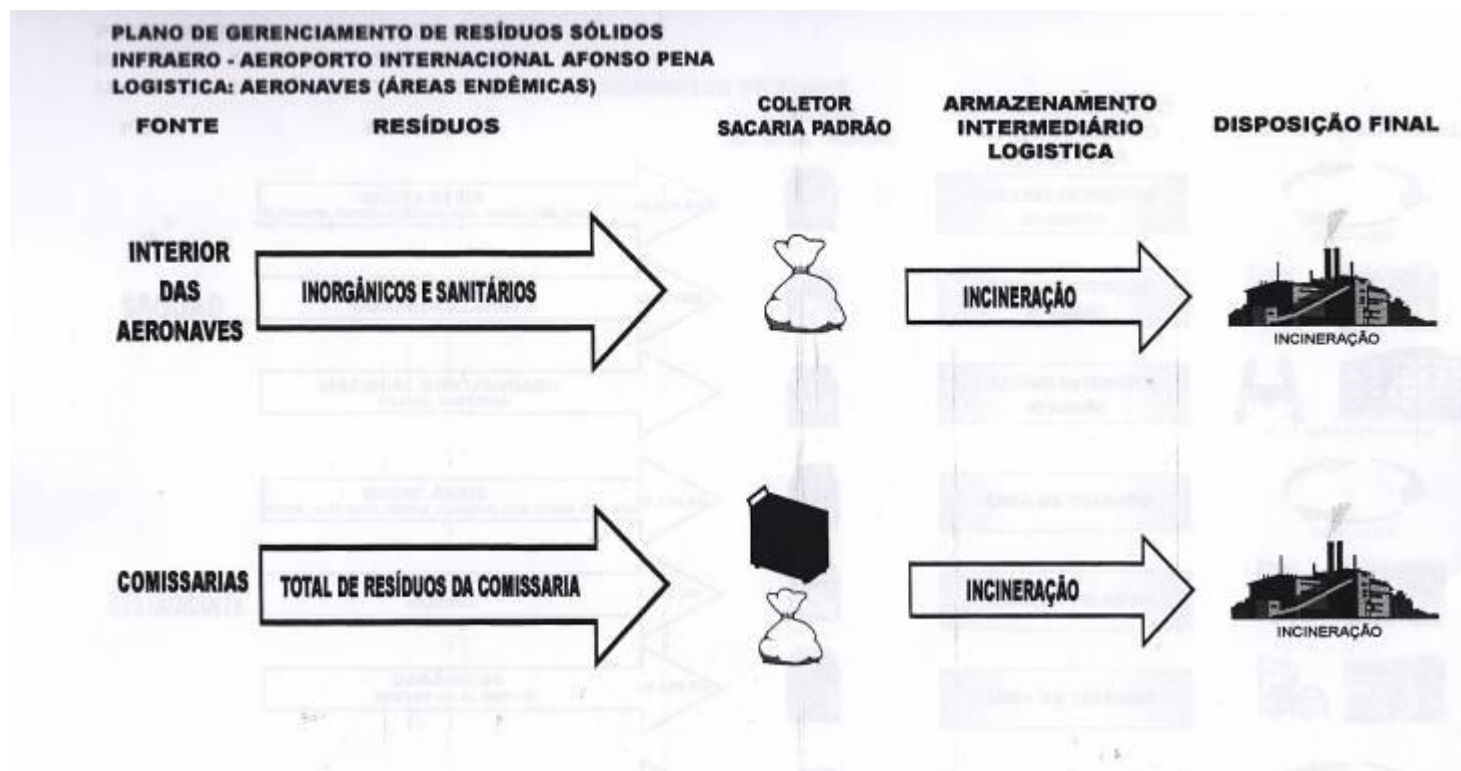 PLANO DE GERENCIAMENTO DE RESÍDUOS SÓLIDOS
INFRAERO - AEROPORTO INTERNACIONAL AFONSO PENA
LOGISTICA: AERONAVES (ÁREAS ENDÊMICAS)
FONTE
RESÍDUOS
COLETOR
SACARIA PADRÃO
ARMAZENAMENTO
INTERMEDIÁRIO
LOGISTICA
DISPOSIÇÃO FINAL
INTERIOR
DAS
AERONAVES
INORGÂNICOS E SANITÁRIOS
INCINERAÇÃO
INCINERAÇÃO
COMISSARIAS
TOTAL DE RESÍDUOS DA COMISSARIA
INCINERAÇÃO
INCINERAÇÃO